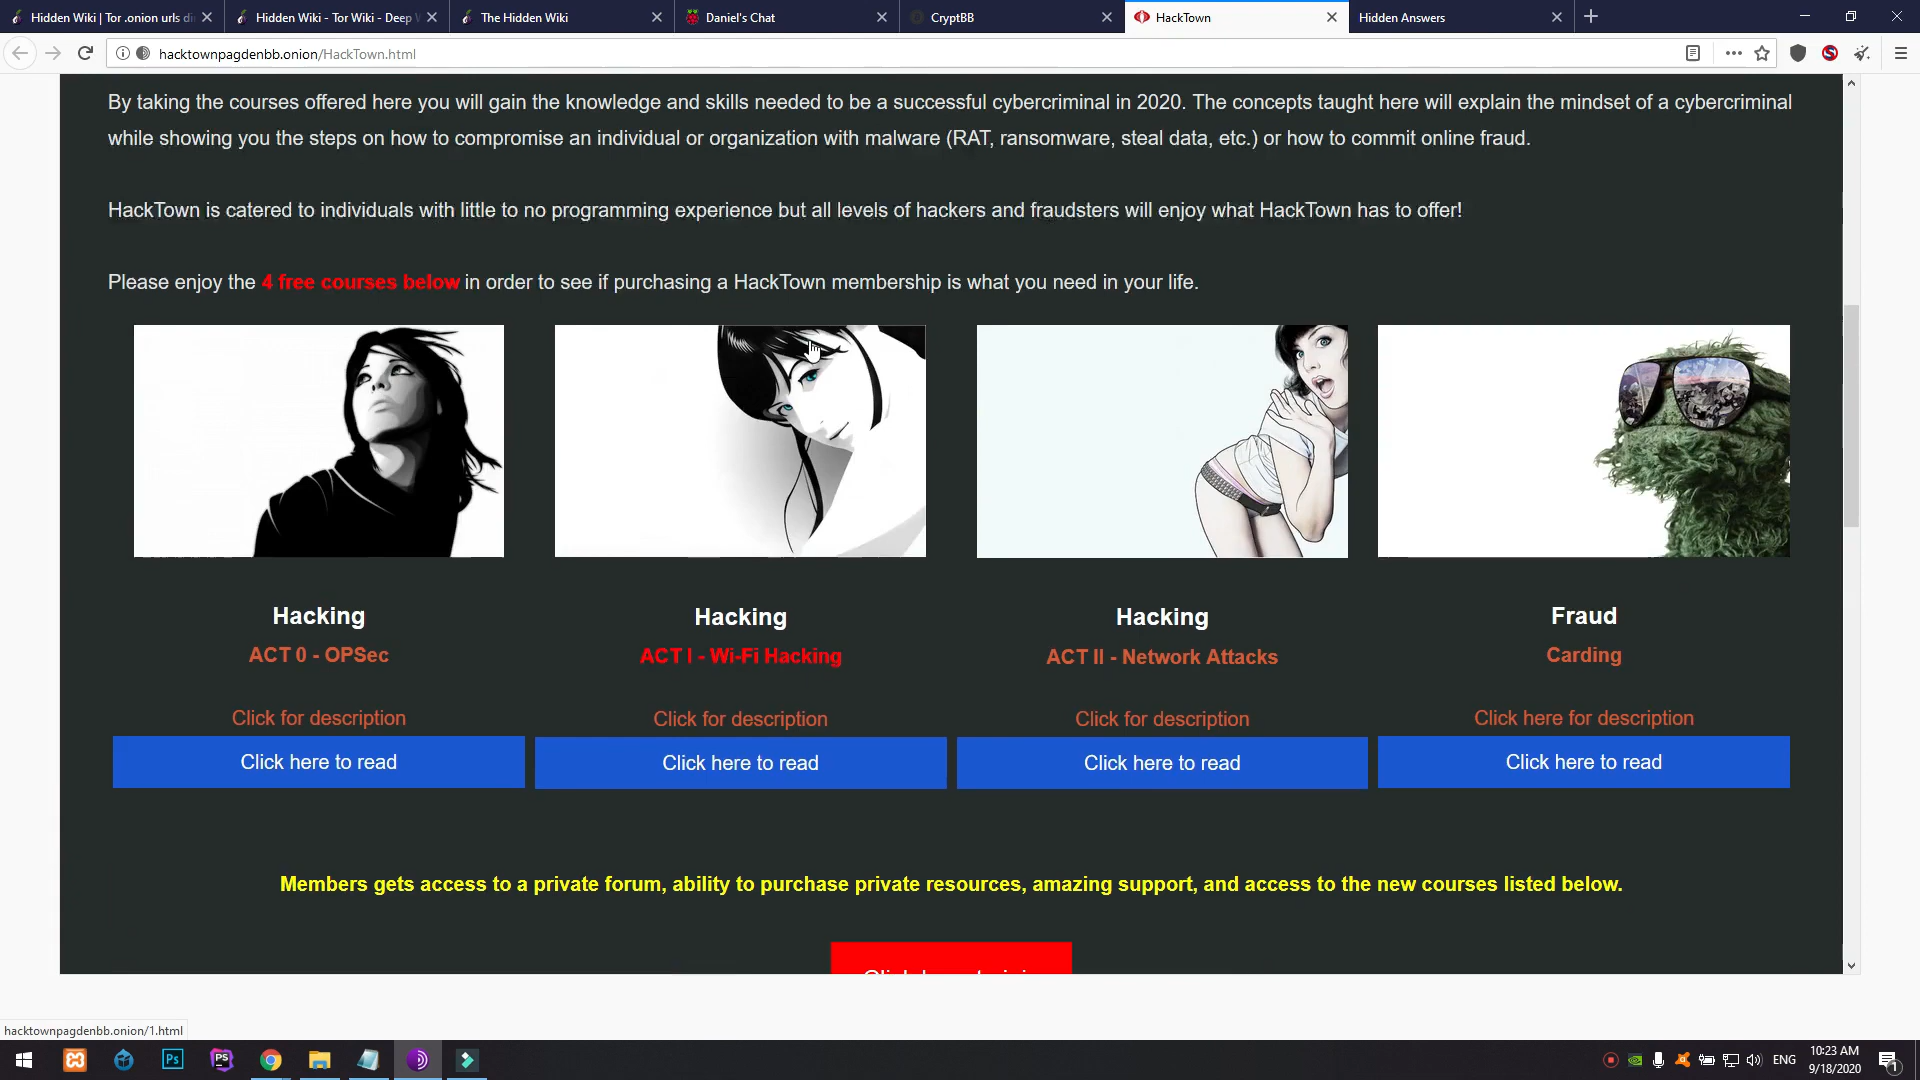 Hidden Wiki | Tor .onion urls di
Hidden Wiki - Tor Wiki - Deep W
The Hidden Wiki
Daniel's Chat
CryptBB
HackTown
Hidden Answers
hacktownpagdenbb.onion/HackTown.html
By taking the courses offered here you will gain the knowledge and skills needed to be a successful cybercriminal in 2020. The concepts taught here will explain the mindset of a cybercriminal
while showing you the steps on how to compromise an individual or organization with malware (RAT, ransomware, steal data, etc.) or how to commit online fraud.
HackTown is catered to individuals with little to no programming experience but all levels of hackers and fraudsters will enjoy what HackTown has to offer!
Please enjoy the 4 free courses below in order to see if purchasing a HackTown membership is what you need in your life.
Hacking
ACT 0 - OPSec
Click for description
Click here to read
Hacking
ACT I - Wi-Fi Hacking
Click for description
Click here to read
Hacking
ACT II - Network Attacks
Click for description
Click here to read
Fraud
Carding
Click here for description
Click here to read
Members gets access to a private forum, ability to purchase private resources, amazing support, and access to the new courses listed below.
hacktownpagdenbb.onion/1.html
Ps
PS
ENG
10:23 AM
9/18/2020
1